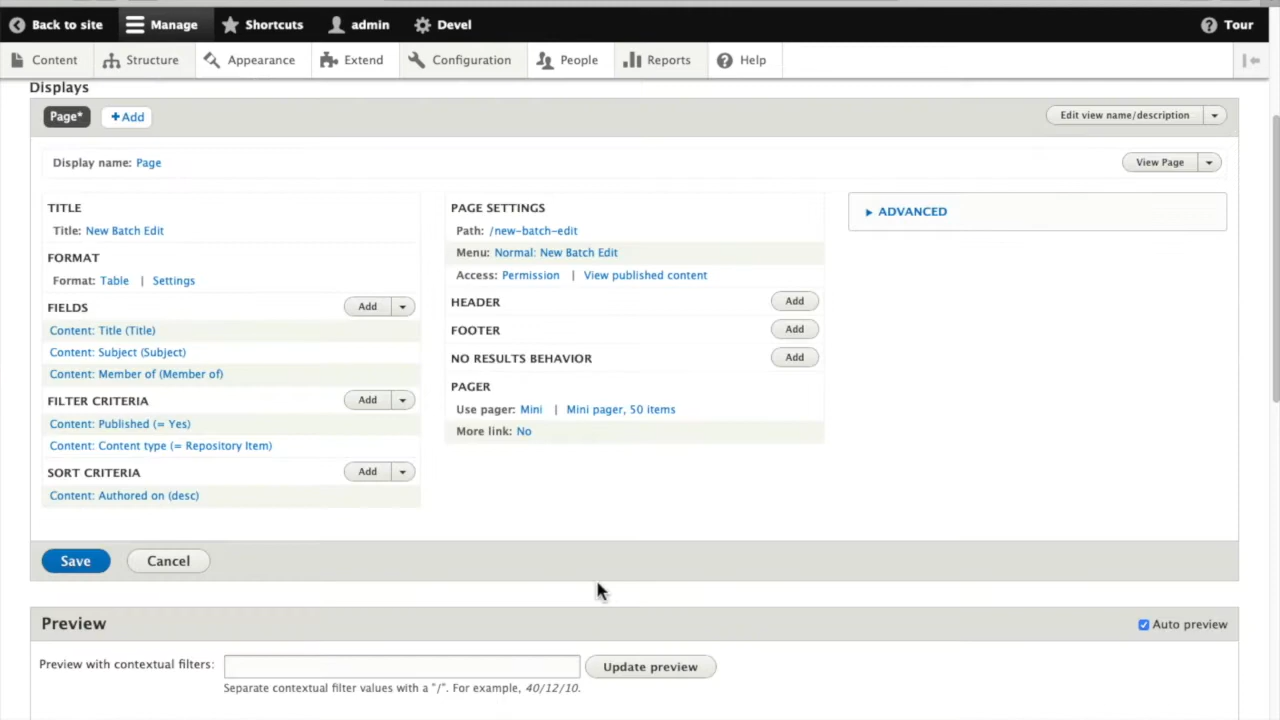 Back to site Manage Shortcuts admin Devel Tour
Content Structure Appearance Extend Configuration People Reports Help
Displays
Page* +Add Edit view name/description
Display name: Page View Page
TITLE
Title: New Batch Edit
FORMAT
Format: Table | Settings
FIELDS Add
Content: Title (Title)
Content: Subject (Subject)
Content: Member of (Member of)
FILTER CRITERIA Add
Content: Published (= Yes)
Content: Content type (= Repository Item)
SORT CRITERIA Add
Content: Authored on (desc)
PAGE SETTINGS
Path: /new-batch-edit
Menu: Normal: New Batch Edit
Access: Permission | View published content
HEADER Add
FOOTER Add
NO RESULTS BEHAVIOR Add
PAGER
Use pager: Mini | Mini pager, 50 items
More link: No
ADVANCED
Save Cancel
Preview Auto preview
Preview with contextual filters: Update preview
Separate contextual filter values with a "/". For example, 40/12/10.